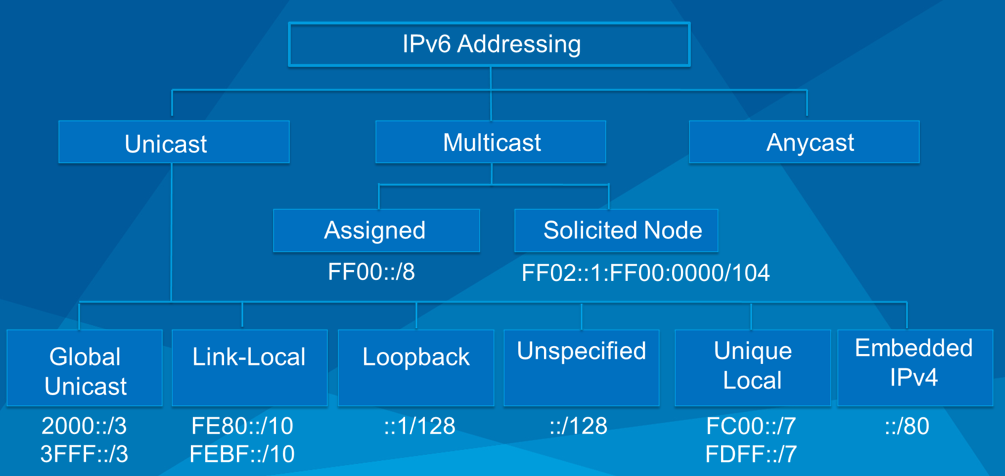 IPv6 Addressing
Unicast
Multicast
Anycast
Assigned
Solicited Node
FF00::/8
FF02::1:FF00:0000/104
Global
Unicast
Link-Local
Loopback
Unspecified
Unique
Local
Embedded
IPv4
2000::/3
3FFF::/3
FE80::/10
FEBF::/10
::1/128
::/128
FC00::/7
FDFF::/7
::/80